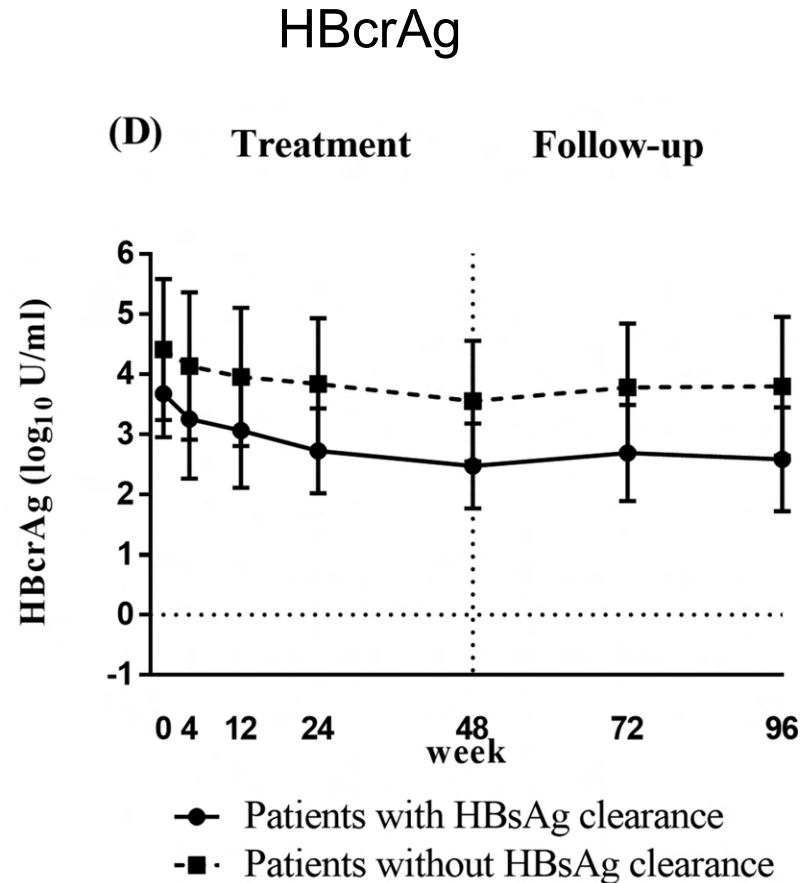 HBcrAg
(D) Treatment Follow-up
HBcrAg (log10 U/ml)
6
5
4
3
2
1
0
-1
0 4 12 24 48 72 96
week
Patients with HBsAg clearance
Patients without HBsAg clearance